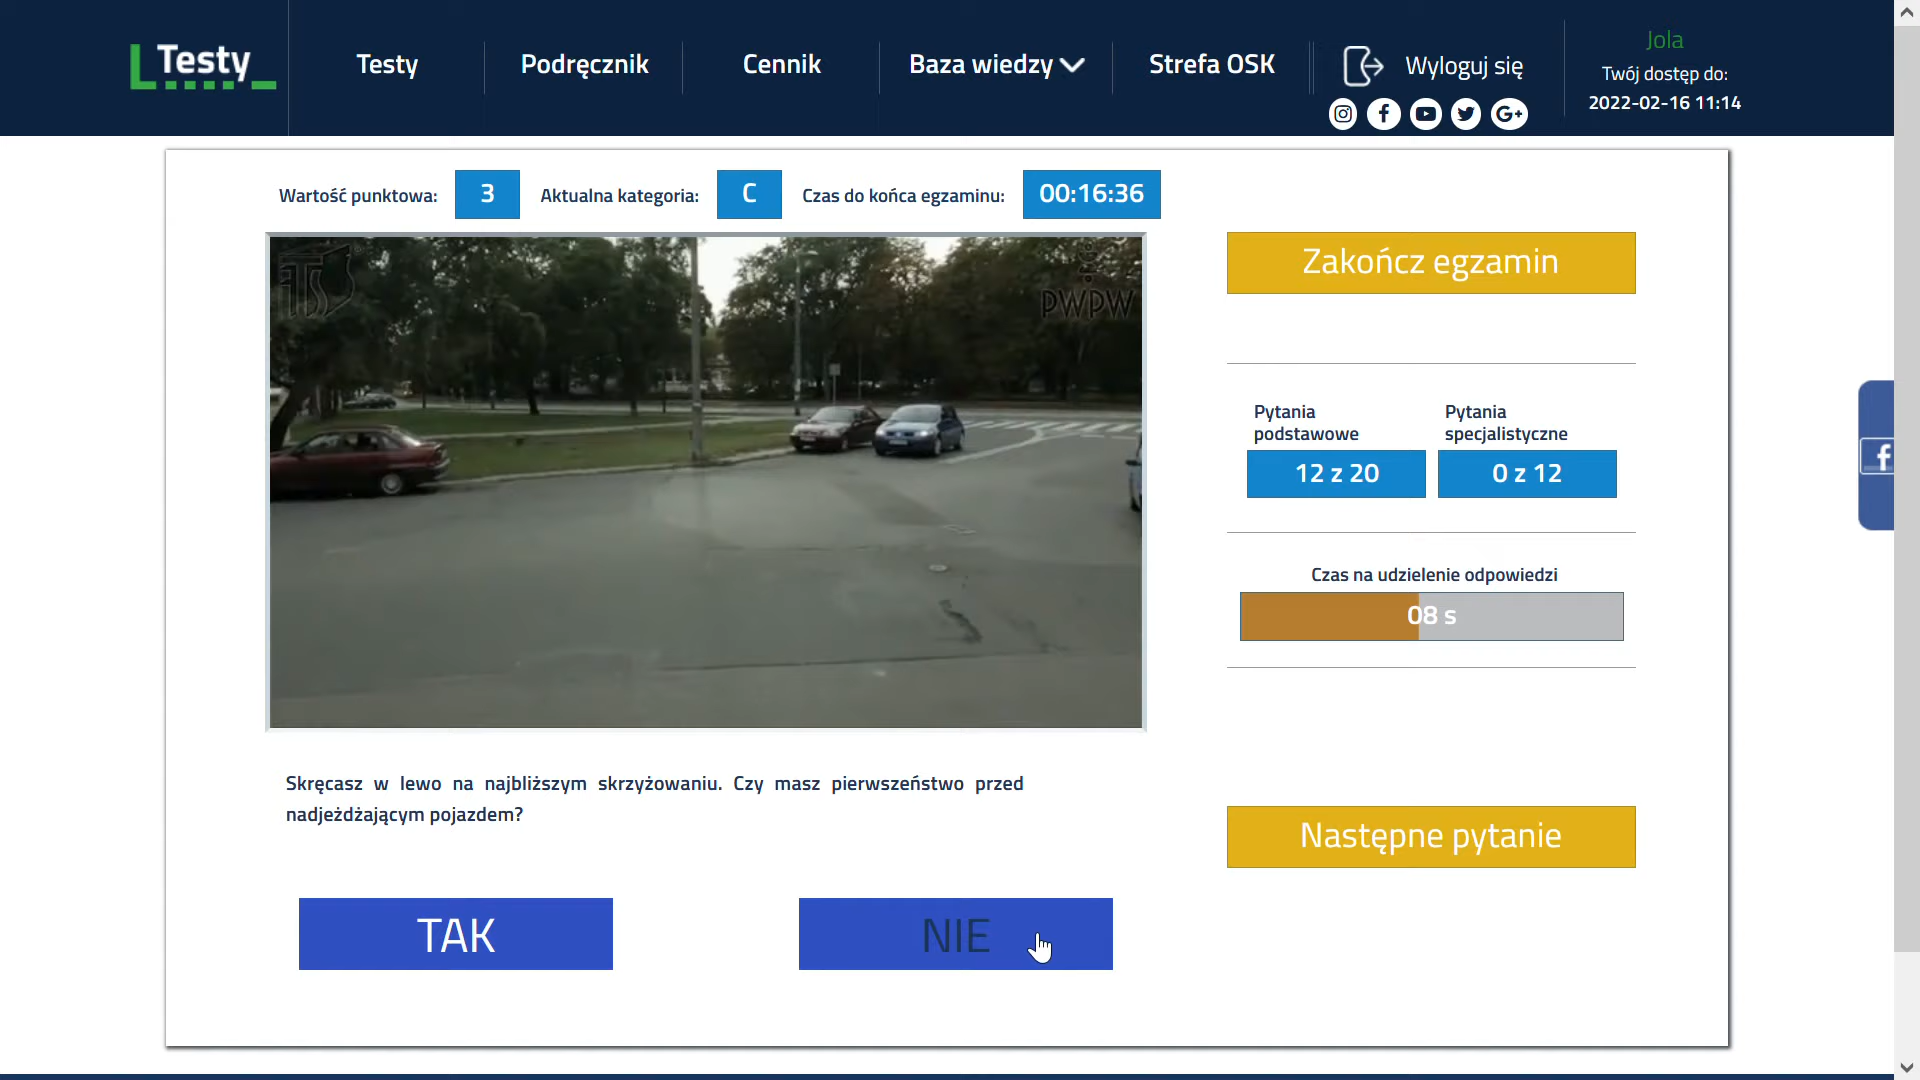 Testy
Testy
Podręcznik
Cennik
Baza wiedzy
Strefa OSK
Wyloguj się
Jola
Twój dostęp do:
2022-02-16 11:14
Wartość punktowa: 3 Aktualna kategoria: C Czas do końca egzaminu: 00:16:36
PWPW
Zakończ egzamin
Pytania podstawowe
12 z 20
Pytania specjalistyczne
0 z 12
Czas na udzielenie odpowiedzi
08 s
Skręcasz w lewo na najbliższym skrzyżowaniu. Czy masz pierwszeństwo przed
nadjeżdżającym pojazdem?
Następne pytanie
TAK
NIE